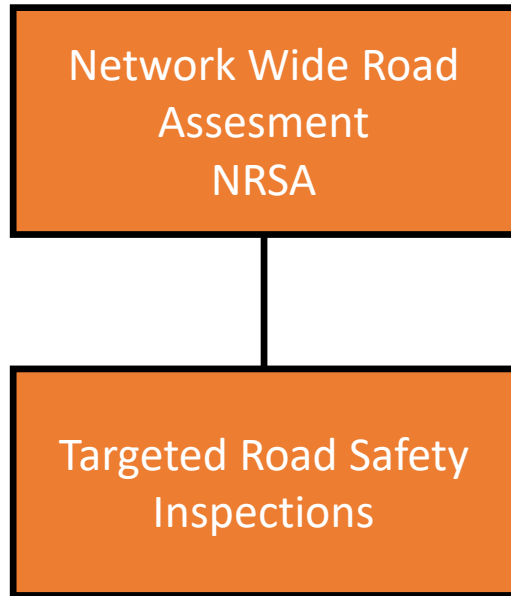 Network Wide Road
Assesment
NRSA
Targeted Road Safety
Inspections